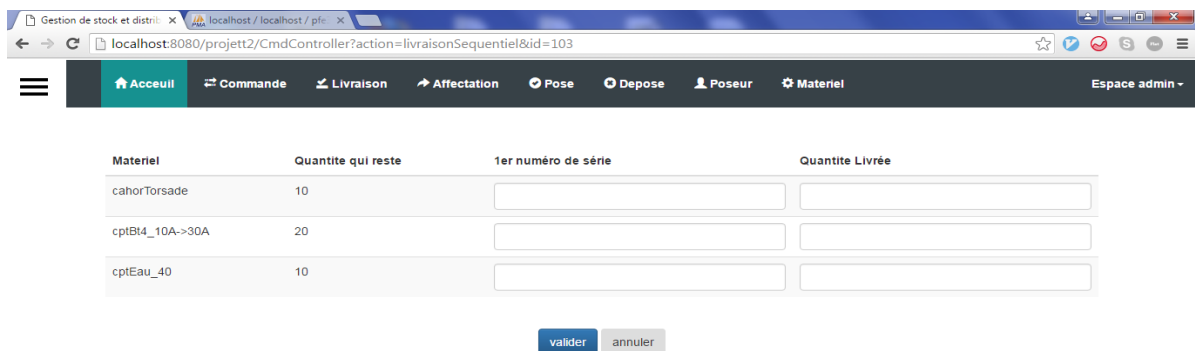 Gestion de stock et distrib
localhost / localhost / pfe
localhost:8080/projett2/CmdController?action=livraisonSequentiel&id=103
Acceuil Commande Livraison Affectation Pose Depose Poseur Materiel Espace admin
Materiel Quantite qui reste 1er numéro de série Quantite Livrée
cahorTorsade 10
cptBt4_10A->30A 20
cptEau_40 10
valider annuler